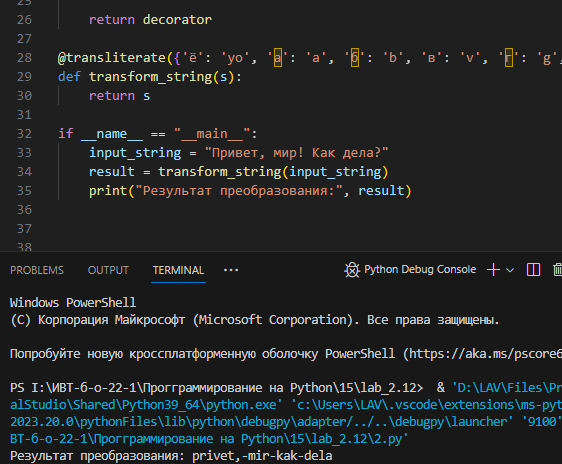 25
26 return decorator
27
28 @transliterate({'ё': 'yo', 'а': 'a', 'б': 'b', 'в': 'v', 'г': 'g',
29 def transform_string(s):
30 return s
31
32 if __name__ == "__main__":
33 input_string = "Привет, мир! Как дела?"
34 result = transform_string(input_string)
35 print("Результат преобразования:", result)
36
37
38
PROBLEMS OUTPUT TERMINAL ••• Python Debug Console
Windows PowerShell
(C) Корпорация Майкрософт (Microsoft Corporation). Все права защищены.
Попробуйте новую кроссплатформенную оболочку PowerShell (https://aka.ms/pscore6
PS I:\ИВТ-б-о-22-1\Прогграммирование на Python\15\lab_2.12> & 'D:\LAV\Files\Pr
alStudio\Shared\Python39_64\python.exe' 'c:\Users\LAV\.vscode\extensions\ms-pyt
2023.20.0\pythonFiles\lib\python\debugpy\adapter/../..\debugpy\launcher' '9100'
ВТ-б-о-22-1\Прогграммирование на Python\15\lab_2.12\2.py'
Результат преобразования: privet,-mir-kak-dela